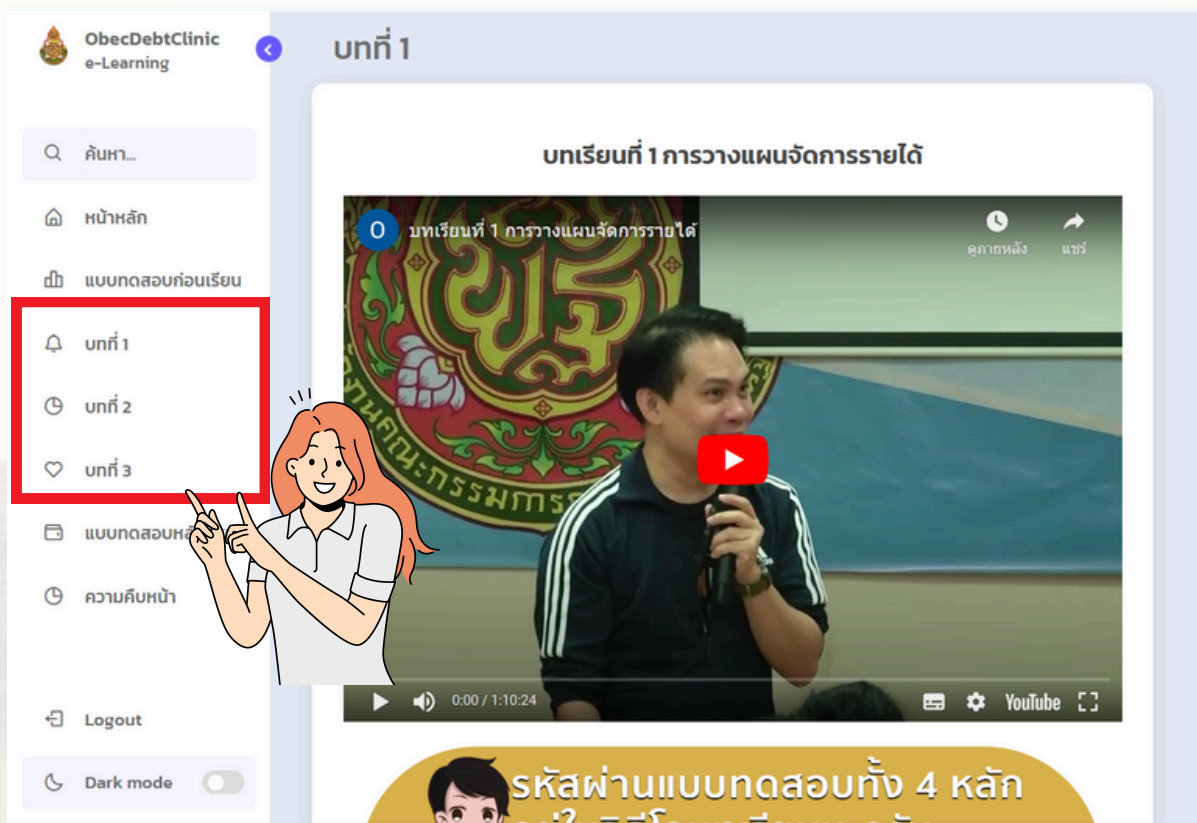 ObecDebtClinic
e-Learning
ค้นหา...
หน้าหลัก
แบบทดสอบก่อนเรียน
บทที่ 1
บทที่ 2
บทที่ 3
แบบทดสอบ
ความคืบหน้า
Logout
Dark mode
บทที่ 1
บทเรียนที่ 1 การวางแผนจัดการรายได้
O บทเรียนที่ 1 การวางแผนจัดการรายได้
ดูภายหลัง
แชร์
0:00 / 1:10:24
YouTube
รหัสผ่านแบบทดสอบทั้ง 4 หลัก